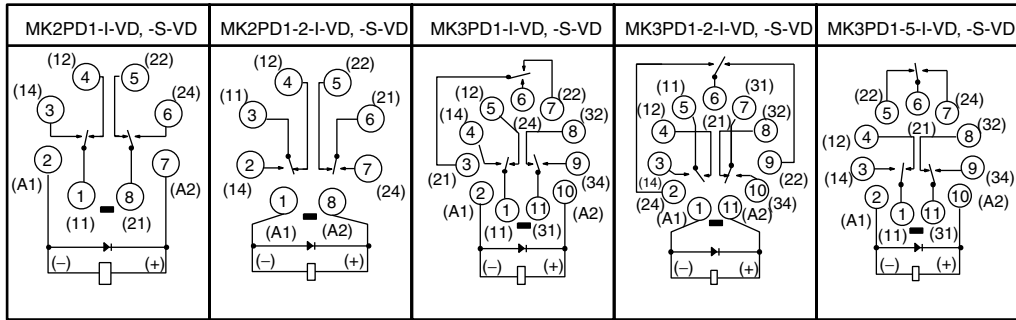 MK2PD1-I-VD, -S-VD
MK2PD1-2-I-VD, -S-VD
MK3PD1-I-VD, -S-VD
MK3PD1-2-I-VD, -S-VD
MK3PD1-5-I-VD, -S-VD
(12) (22)
4 5
(14) (24)
3 6
2 7
(A1) (A2)
1 8
(11) (21)
(−) (+)
(12) (22)
4 5
(11) (21)
3 6
2 7
(14) (24)
1 8
(A1) (A2)
(−) (+)
6
(12) 5 7 (22)
(14) (24) (32)
4 8
3 9
(21) (34)
2 10
(A1) 1 11 (A2)
(11) (31)
(−) (+)
(11) (31)
5 6 7
(12) (21) (32)
4 8
3 9
(14) (22)
2 10
(24) (34)
1 11
(A1) (A2)
(−) (+)
(22) 5 6 7 (24)
(12) (21) (32)
4 8
3 9
(14) (34)
2 10
(A1) 1 11 (A2)
(11) (31)
(−) (+)